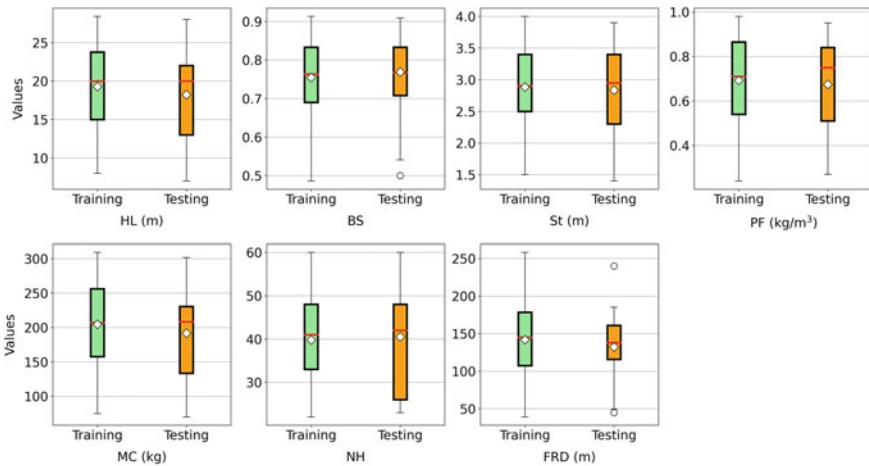 Values
25
20
15
10
Training Testing
HL (m)
0.9
0.8
0.7
0.6
0.5
Training Testing
BS
4.0
3.5
3.0
2.5
2.0
1.5
Training Testing
St (m)
1.0
0.8
0.6
0.4
Training Testing
PF (kg/m³)
Values
300
250
200
150
100
Training Testing
MC (kg)
60
50
40
30
Training Testing
NH
250
200
150
100
50
Training Testing
FRD (m)